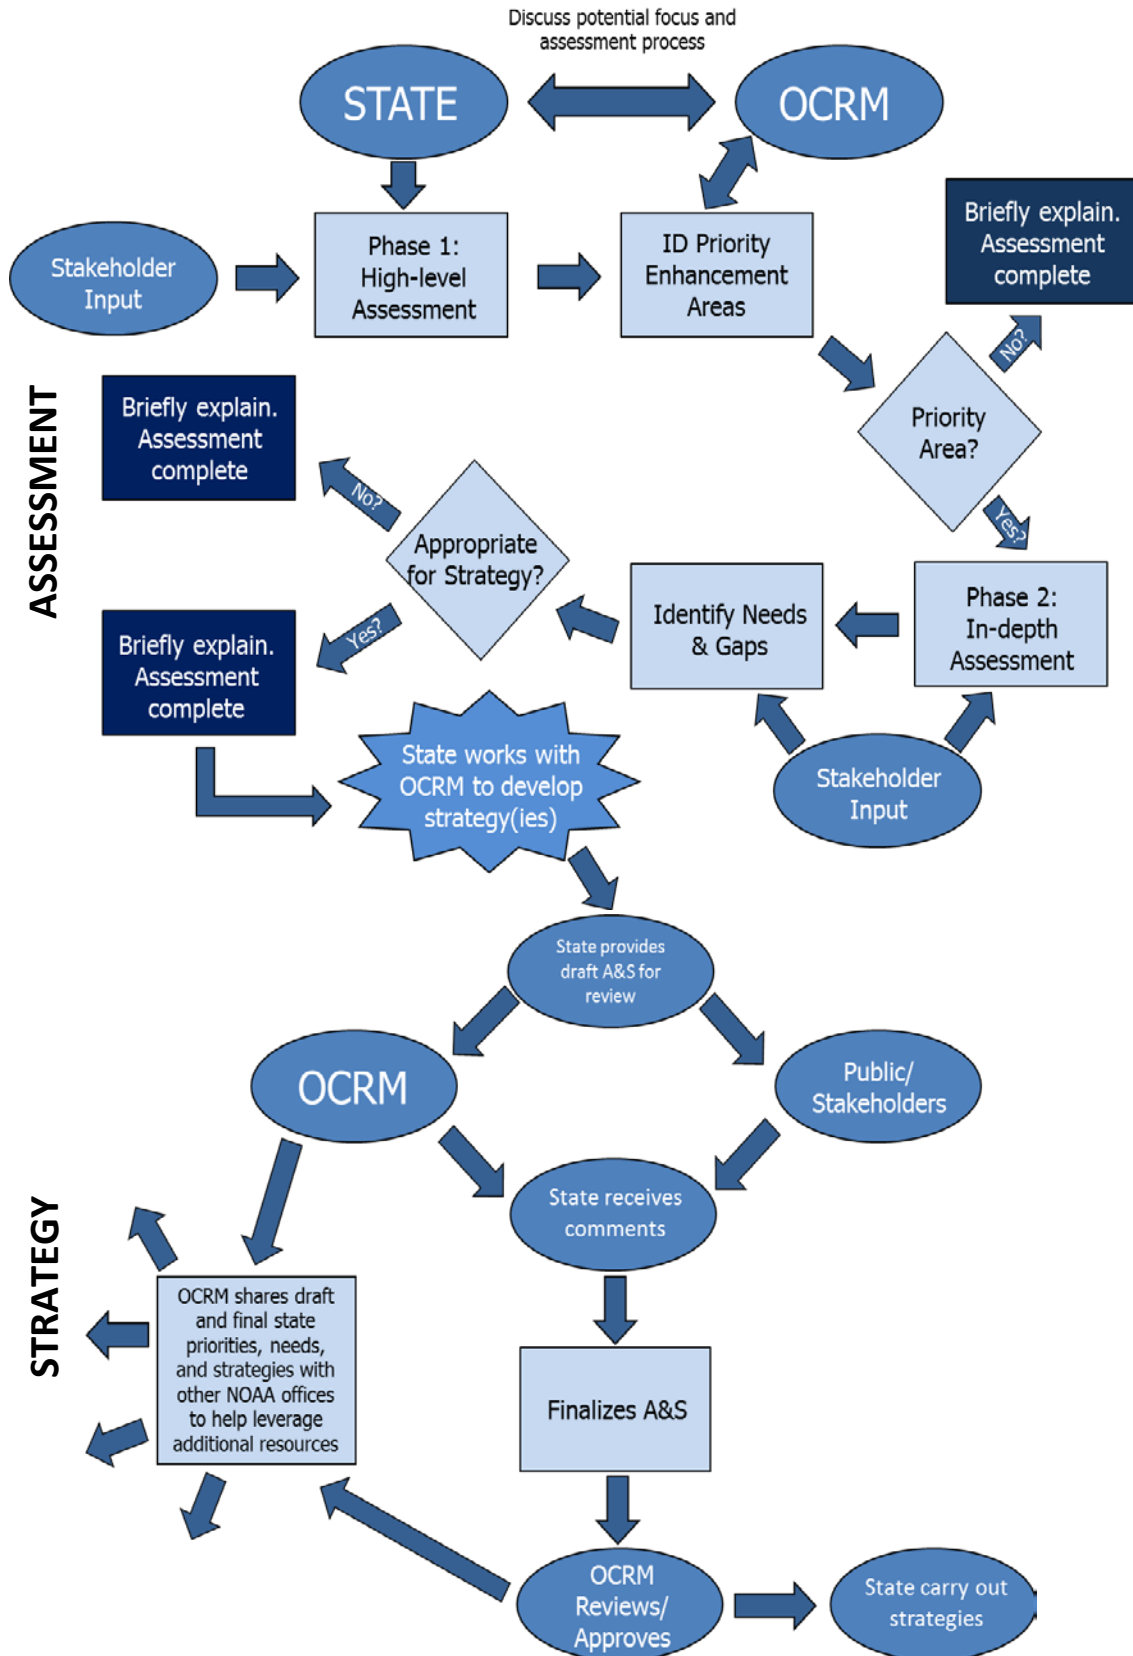 Discuss potential focus and
assessment process
STATE
OCRM
Stakeholder
Input
Phase 1:
High-level
Assessment
ID Priority
Enhancement
Areas
Briefly explain.
Assessment
complete
No?
Priority
Area?
Yes?
ASSESSMENT
Briefly explain.
Assessment
complete
No?
Appropriate
for Strategy?
Yes?
Identify Needs
& Gaps
Phase 2:
In-depth
Assessment
Briefly explain.
Assessment
complete
Stakeholder
Input
State works with
OCRM to develop
strategy(ies)
State provides
draft A&S for
review
OCRM
Public/
Stakeholders
State receives
comments
STRATEGY
OCRM shares draft
and final state
priorities, needs,
and strategies with
other NOAA offices
to help leverage
additional resources
Finalizes A&S
OCRM
Reviews/
Approves
State carry out
strategies